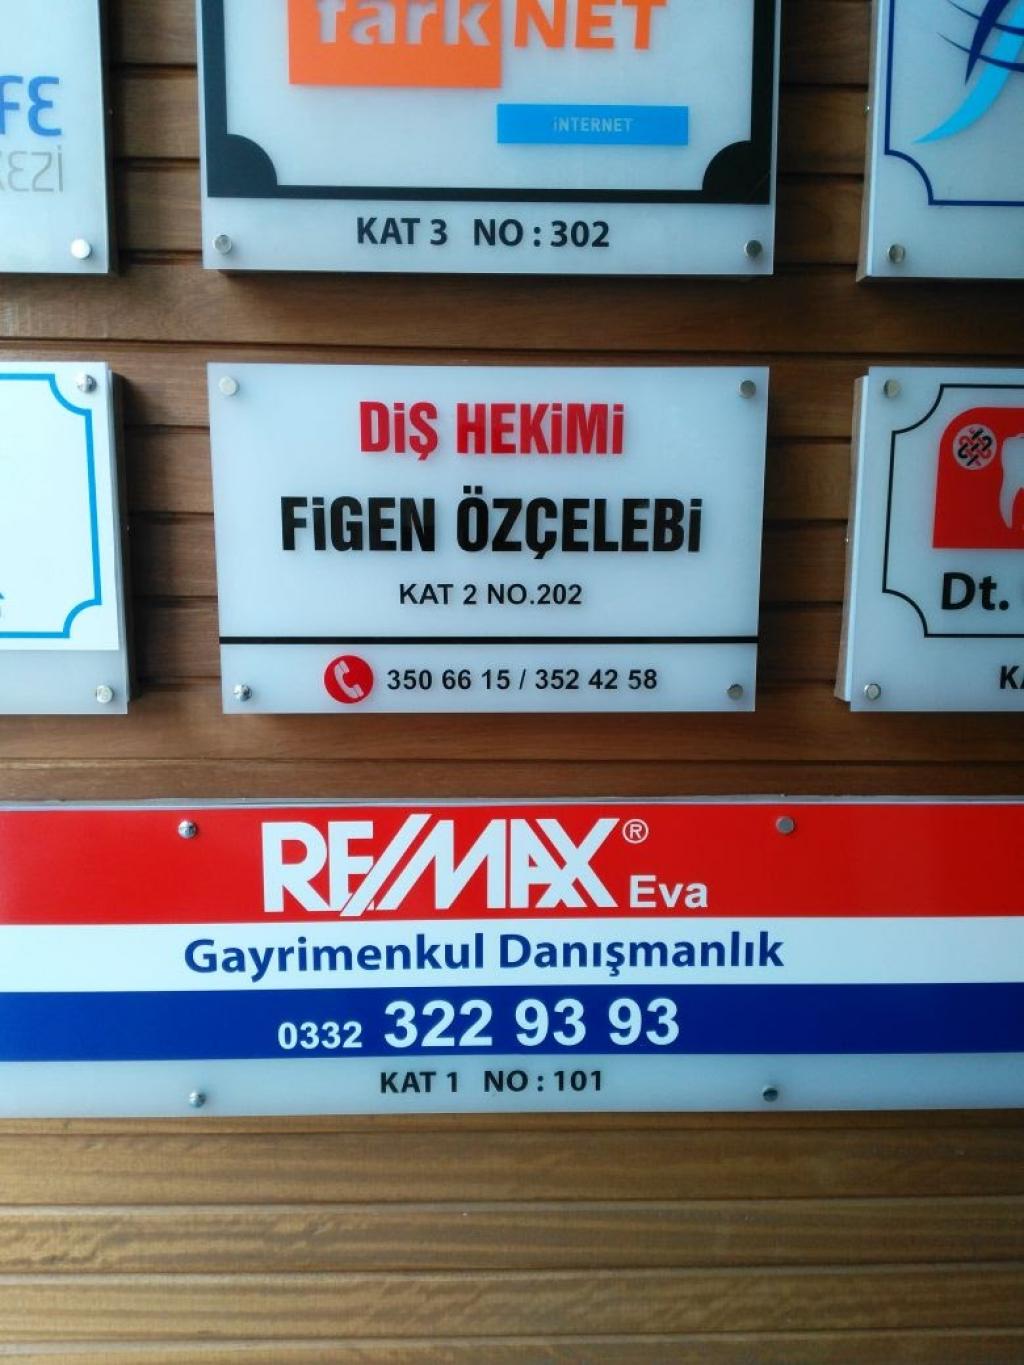 farkNET
İNTERNET
KAT 3 NO : 302
DİŞ HEKİMİ
FİGEN ÖZÇELEBİ
KAT 2 NO.202
350 66 15 / 352 42 58
Dt.
RE/MAX® Eva
Gayrimenkul Danışmanlık
0332 322 93 93
KAT 1 NO : 101